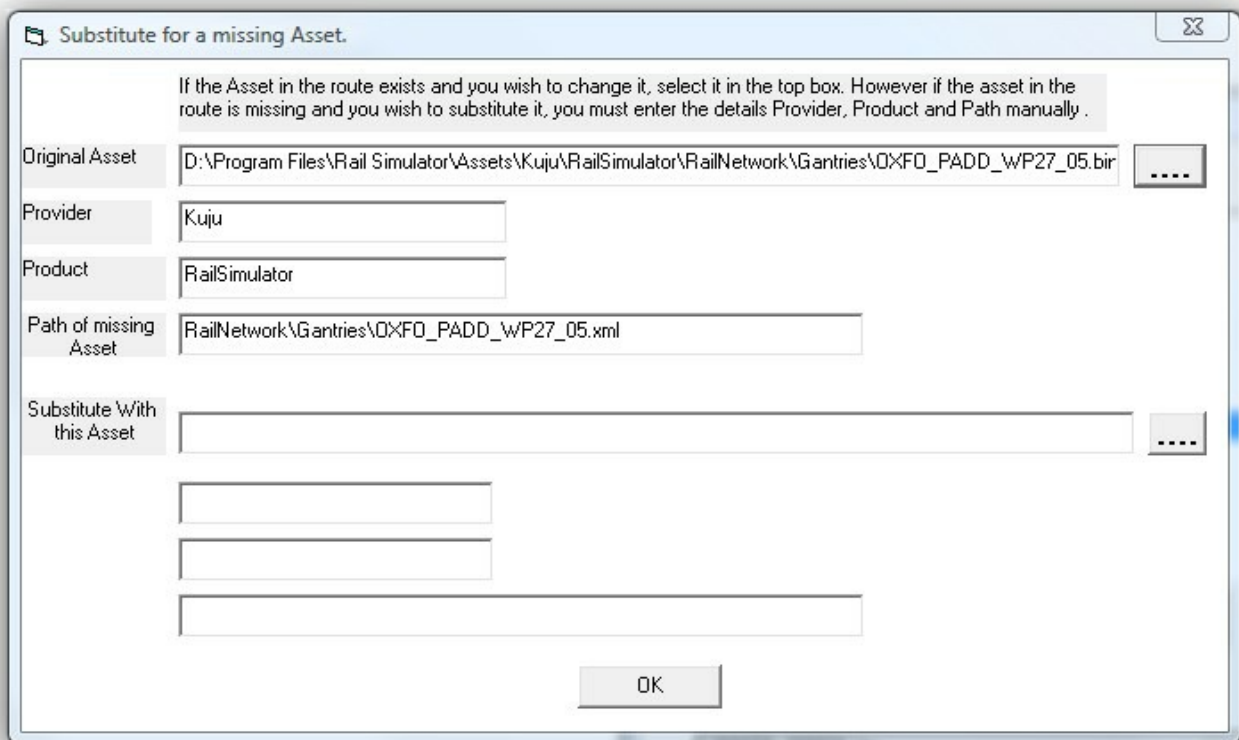 Substitute for a missing Asset.
If the Asset in the route exists and you wish to change it, select it in the top box. However if the asset in the
route is missing and you wish to substitute it, you must enter the details Provider, Product and Path manually .
Original Asset
D:\Program Files\Rail Simulator\Assets\Kuju\RailSimulator\RailNetwork\Gantries\OXFO_PADD_WP27_05.bin
....
Provider
Kuju
Product
RailSimulator
Path of missing
Asset
RailNetwork\Gantries\OXFO_PADD_WP27_05.xml
Substitute With
this Asset
....
OK